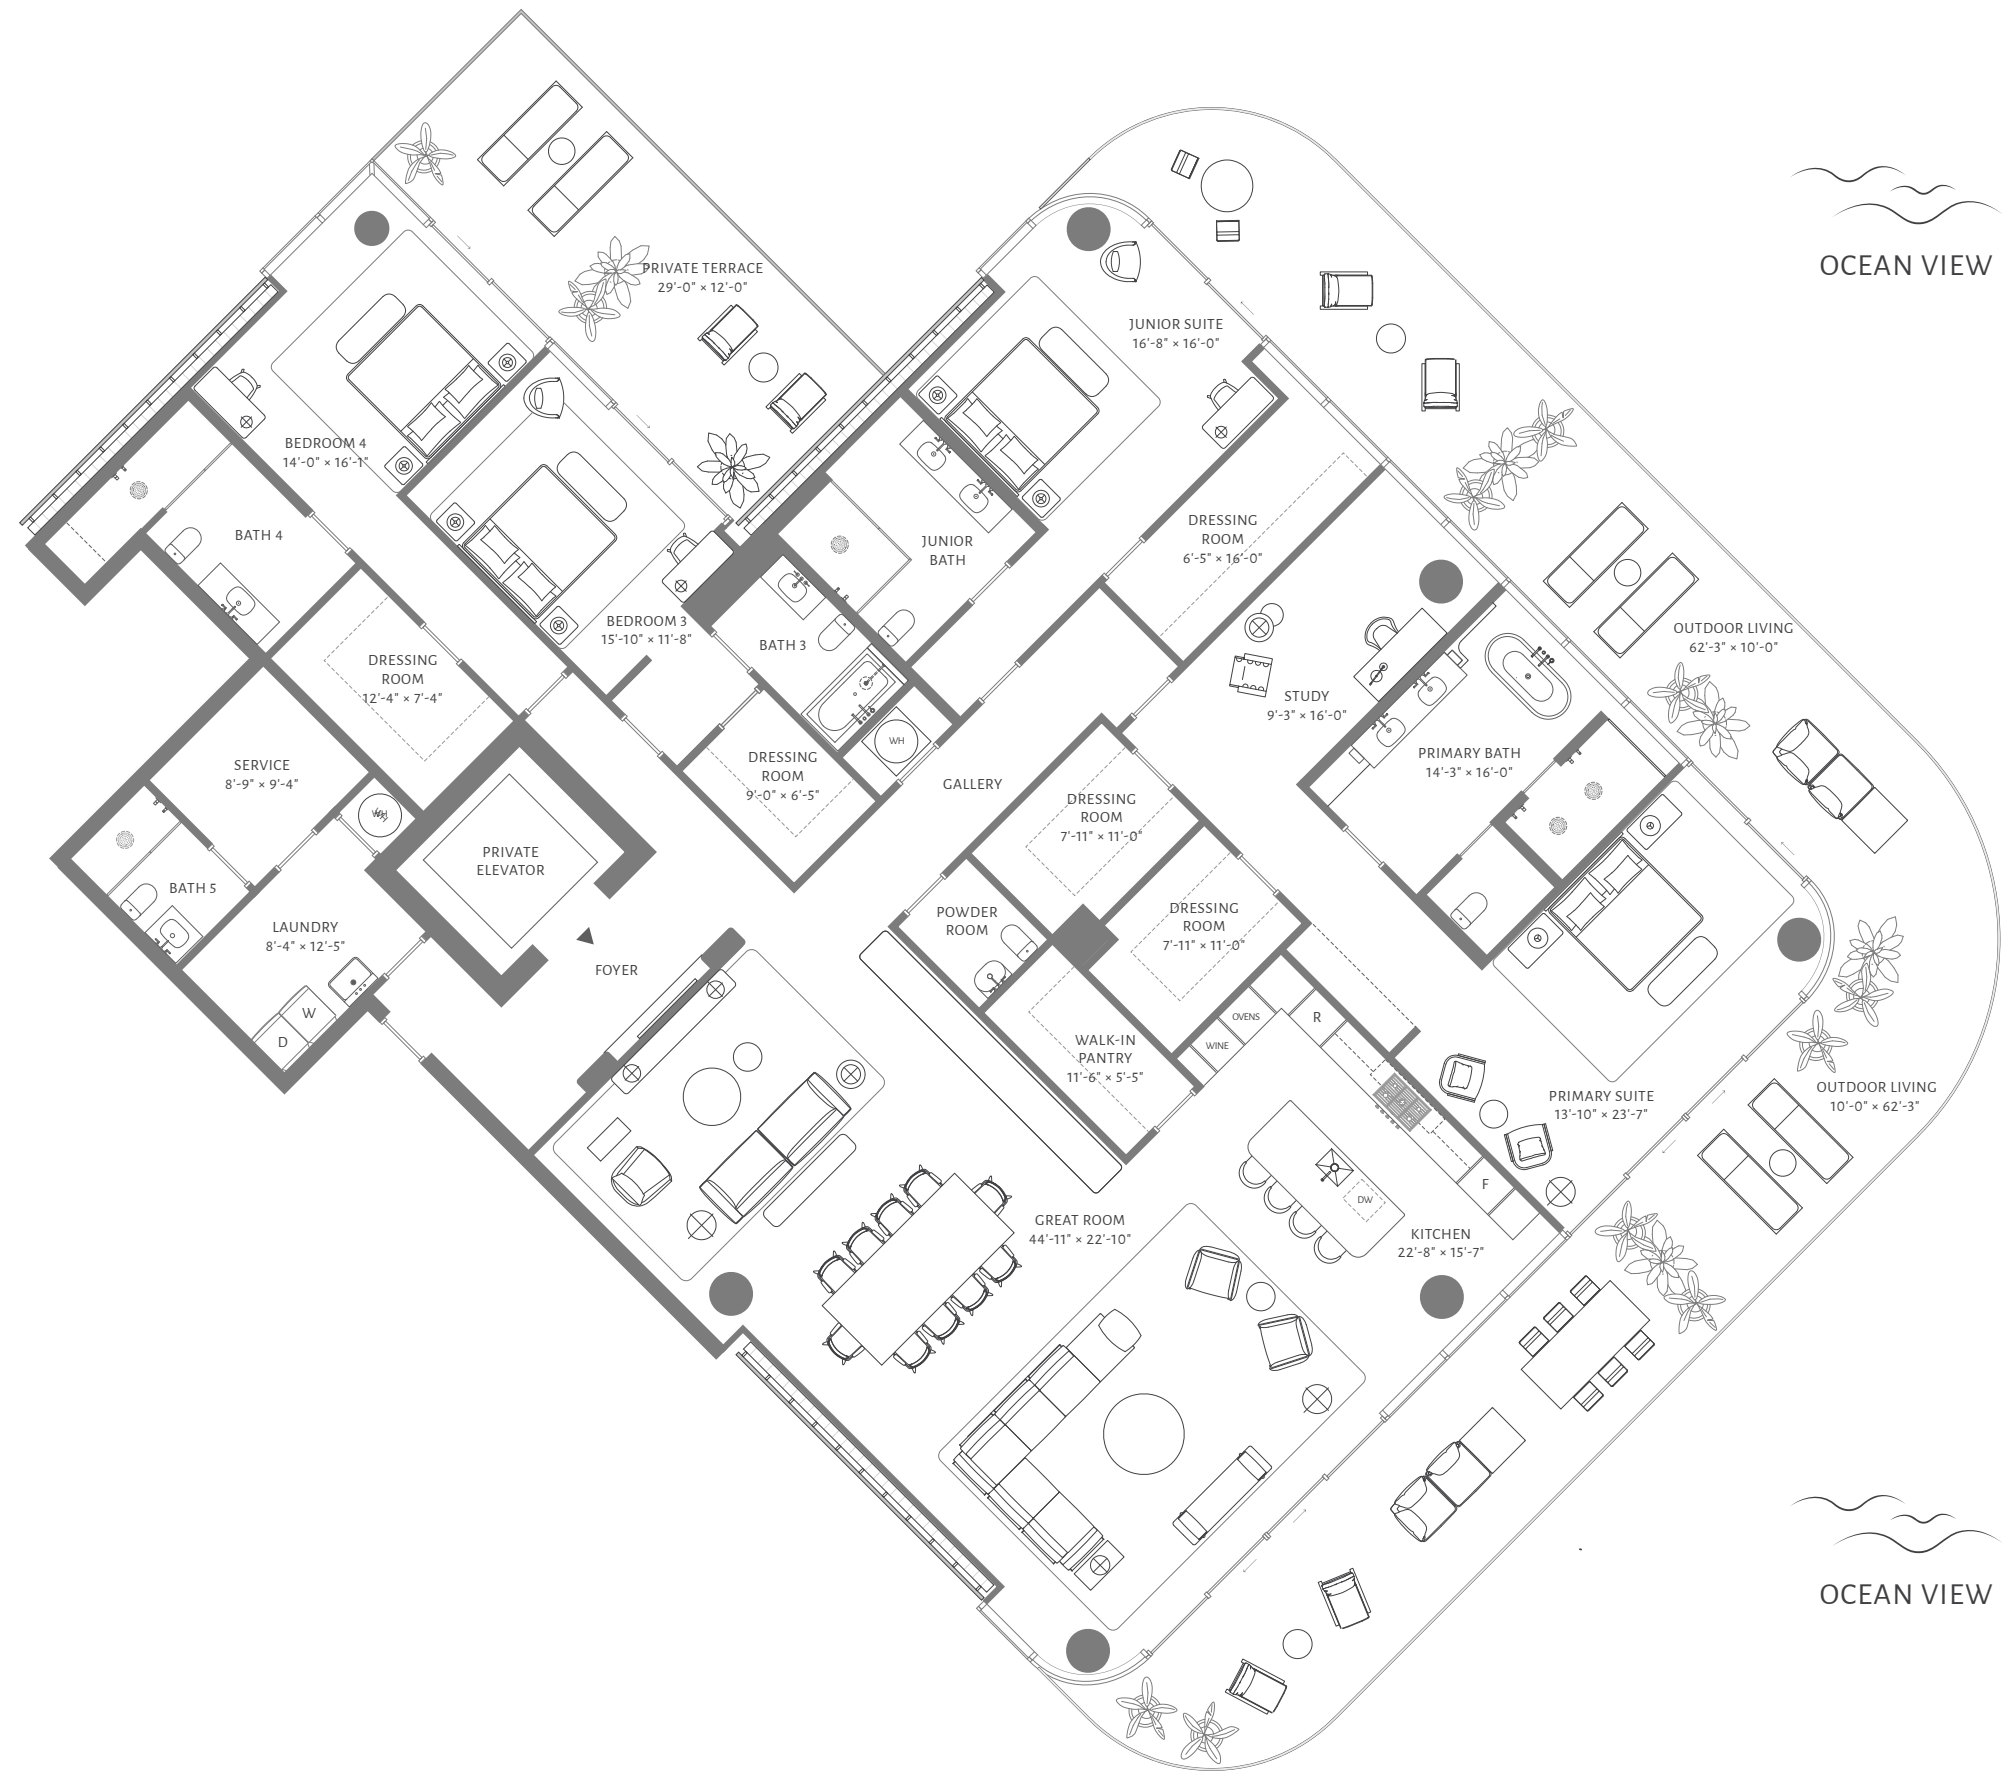 OCEAN VIEW
PRIVATE TERRACE
29'-0" × 12'-0"
JUNIOR SUITE
16'-8" × 16'-0"
BEDROOM 4
14'-0" × 16'-1"
BATH 4
JUNIOR
BATH
DRESSING
ROOM
6'-5" × 16'-0"
BEDROOM 3
15'-10" × 11'-8"
BATH 3
OUTDOOR LIVING
62'-3" × 10'-0"
DRESSING
ROOM
12'-4" × 7'-4"
STUDY
9'-3" × 16'-0"
WH
PRIMARY BATH
14'-3" × 16'-0"
SERVICE
8'-9" × 9'-4"
DRESSING
ROOM
9'-0" × 6'-5"
GALLERY
DRESSING
ROOM
7'-11" × 11'-0"
PRIVATE
ELEVATOR
BATH 5
LAUNDRY
8'-4" × 12'-5"
POWDER
ROOM
DRESSING
ROOM
7'-11" × 11'-0"
FOYER
W
D
OVENS
R
WINE
WALK-IN
PANTRY
11'-6" × 5'-5"
PRIMARY SUITE
13'-10" × 23'-7"
OUTDOOR LIVING
10'-0" × 62'-3"
F
DW
GREAT ROOM
44'-11" × 22'-10"
KITCHEN
22'-8" × 15'-7"
OCEAN VIEW